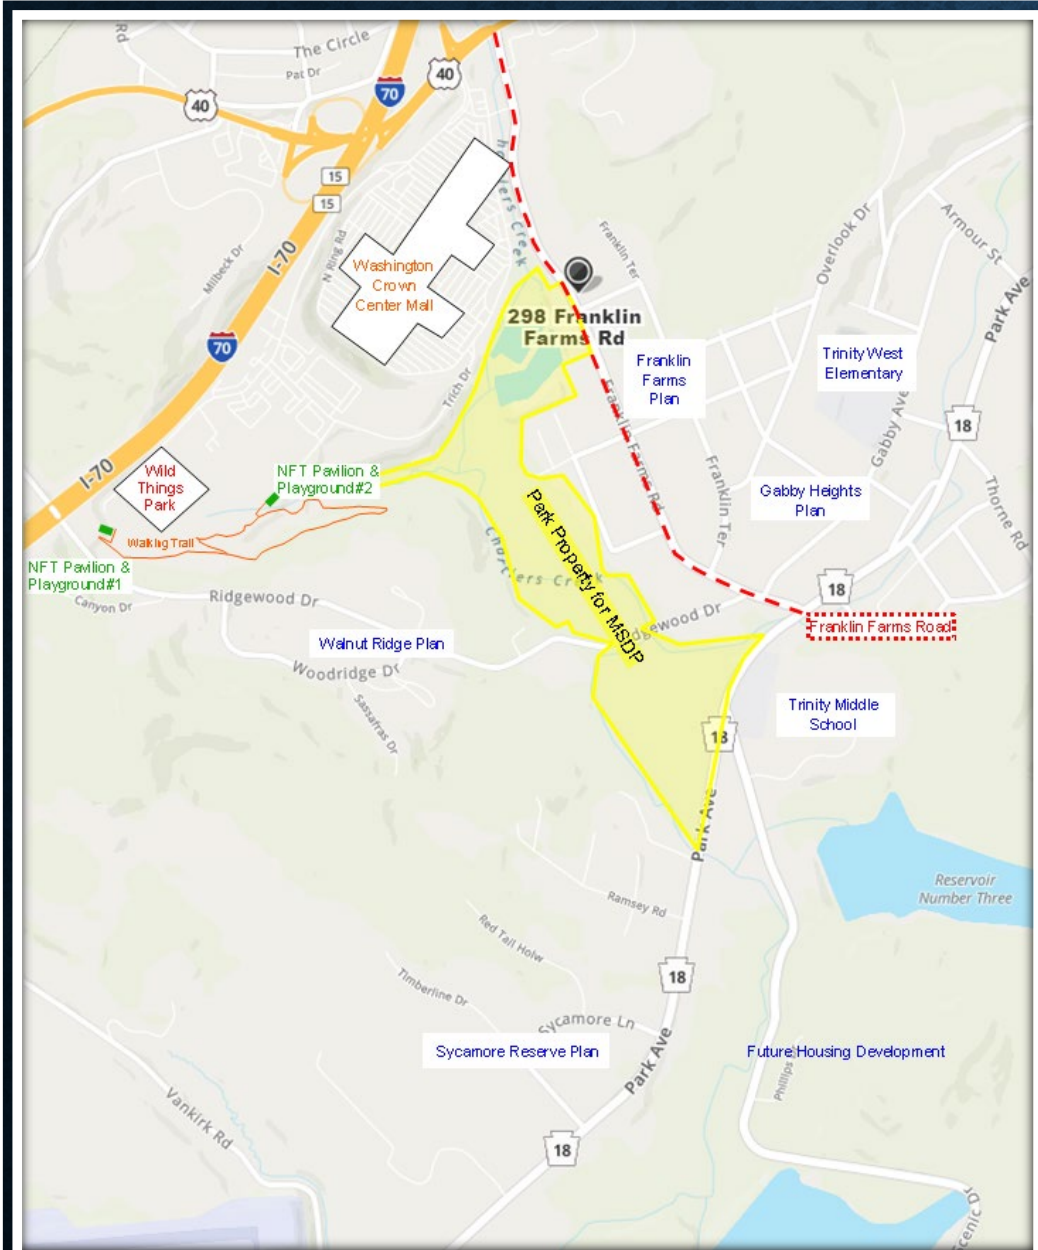 Rd
The Circle
Pat Dr
40
70
40
15
15
I-70
N Ring Rd
Milbeck Dr
Washington
Crown
Center Mall
Creek
Franklin Ter
Overlook Dr
Armour St
Park Ave
298 Franklin
Farms Rd
70
Trich Dr
Franklin
Farms
Plan
Trinity West
Elementary
Franklin Farms Rd
Gabby Ave
18
I-70
Wild
Things
Park
NFT Pavilion &
Playground#2
Walking Trail
NFT Pavilion &
Playground#1
Canyon Dr
Ridgewood Dr
Park Property for MSDP
Chartiers Creek
Franklin Ter
Gabby Heights
Plan
Thorne Rd
18
dgewood Dr
Franklin Farms Road
Walnut Ridge Plan
Woodridge Dr
Sassafras Dr
Trinity Middle
School
18
Park Ave
Reservoir
Number Three
Ramsey Rd
Red Tail Holw
Timberline Dr
18
Sycamore Ln
Sycamore Reserve Plan
Park Ave
Future Housing Development
Phillips Dr
Vankirk Rd
18
Scenic Dr